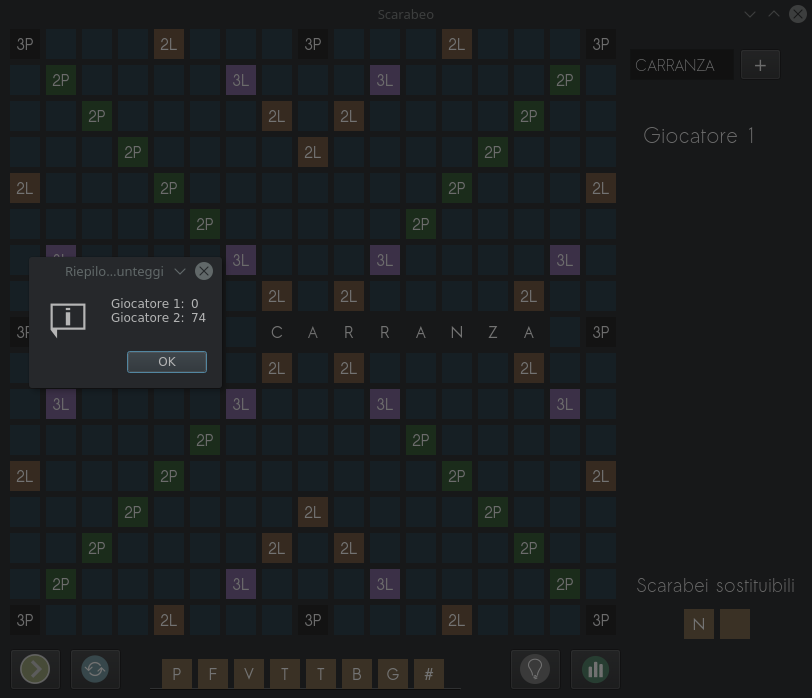 Scarabeo
3P 2L 3P 2L 3P
2P 3L 3L 2P
CARRANZA +
2P 2L 2L 2P
Giocatore 1
2P 2L 2P
2L 2P 2P 2L
2P 2P
3L 3L 3L
Riepilo...unteggi
2L 2L 2L
Giocatore 1: 0
Giocatore 2: 74
C A R R A N Z A 3P
OK
2L 2L 2L
3L 3L 3L 3L
2P 2P
2L 2P 2P 2L
2P 2L 2P
2P 2L 2L 2P
2P 3L 3L 2P
Scarabei sostituibili
3P 2L 3P 2L 3P
N
P F V T T B G #